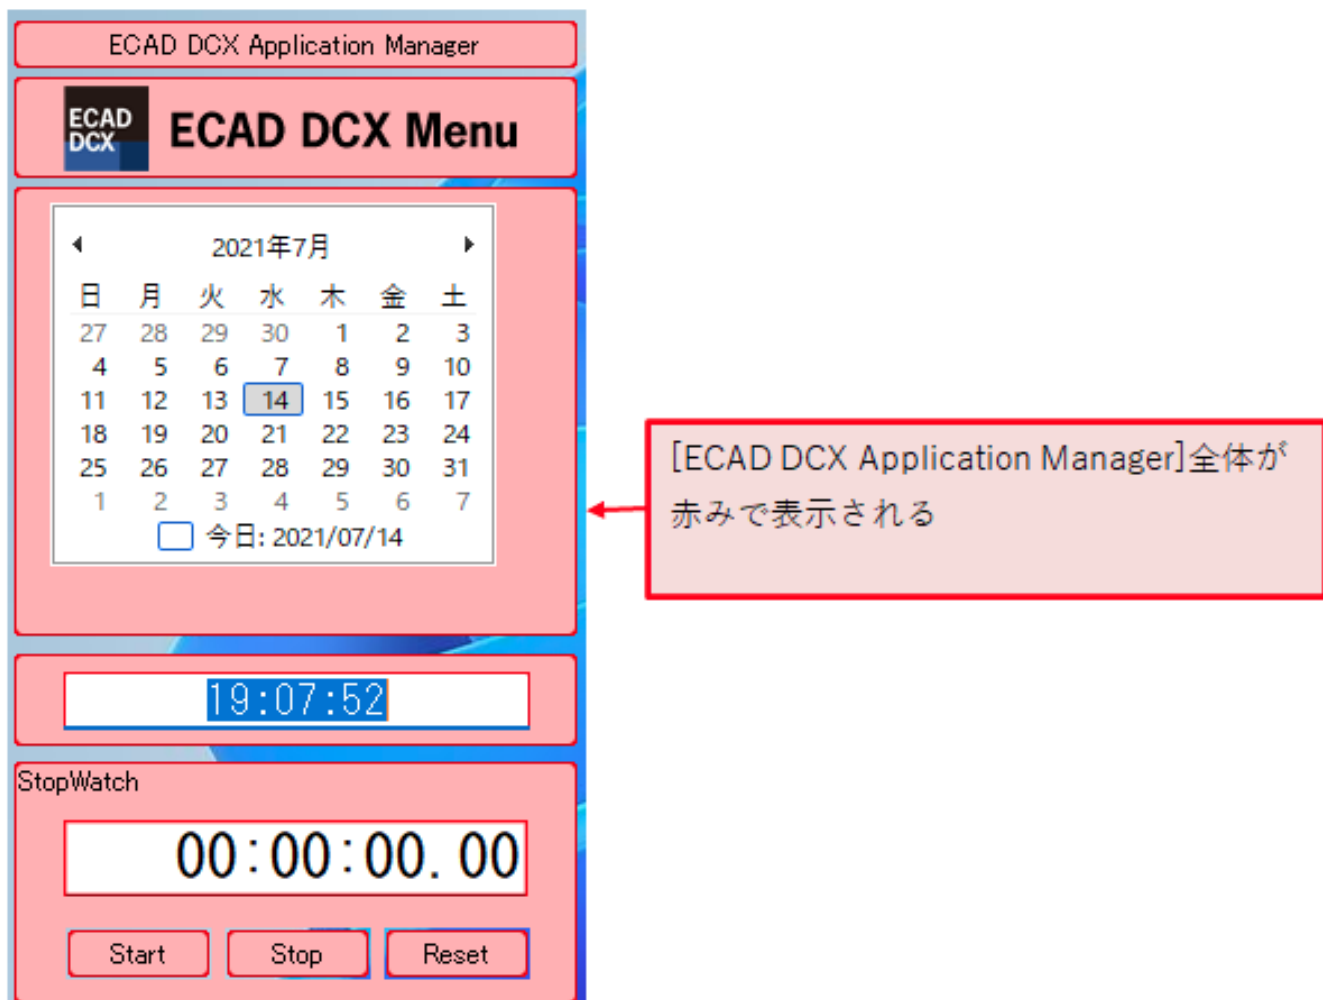 ECAD DCX Application Manager
ECAD
DCX
ECAD DCX Menu
2021年7月
日 月 火 水 木 金 土
27 28 29 30 1 2 3
4 5 6 7 8 9 10
11 12 13 14 15 16 17
18 19 20 21 22 23 24
25 26 27 28 29 30 31
1 2 3 4 5 6 7
今日: 2021/07/14
[ECAD DCX Application Manager]全体が
赤みで表示される
19:07:52
StopWatch
00:00:00.00
Start Stop Reset